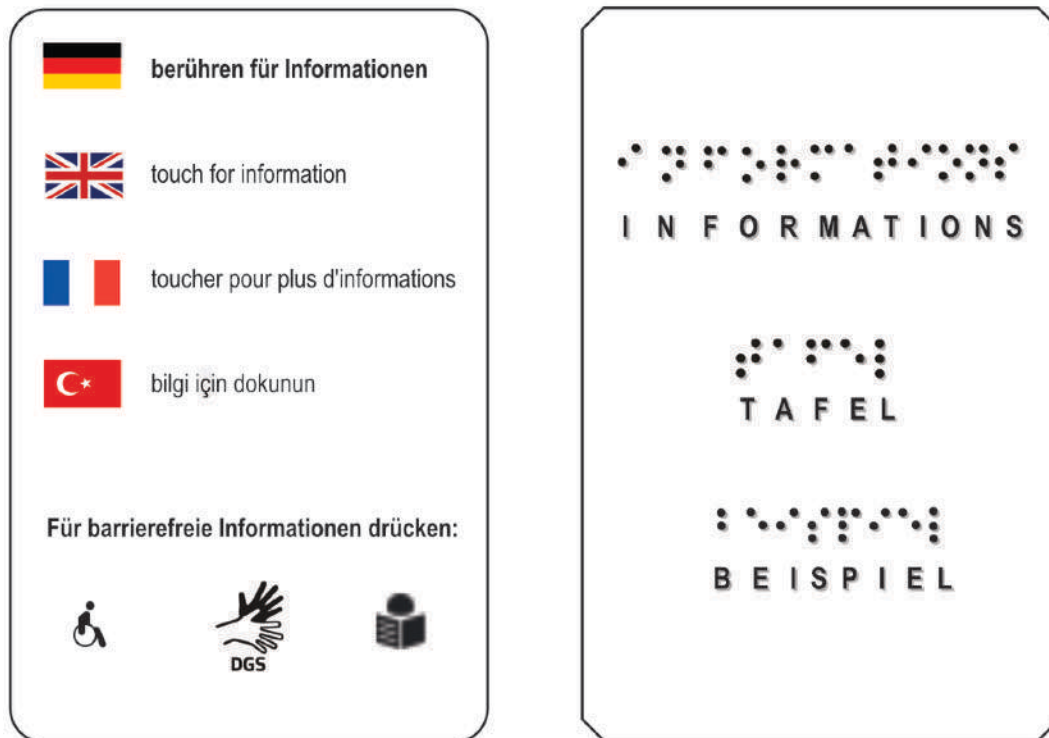 berühren für Informationen
touch for information
toucher pour plus d'informations
bilgi için dokunun
Für barrierefreie Informationen drücken:
DGS
⠊⠝⠋⠕⠗⠍⠁⠞⠊⠕⠝⠎
INFORMATIONS
⠞⠁⠋⠑⠇
TAFEL
⠃⠑⠊⠎⠏⠊⠑⠇
BEISPIEL